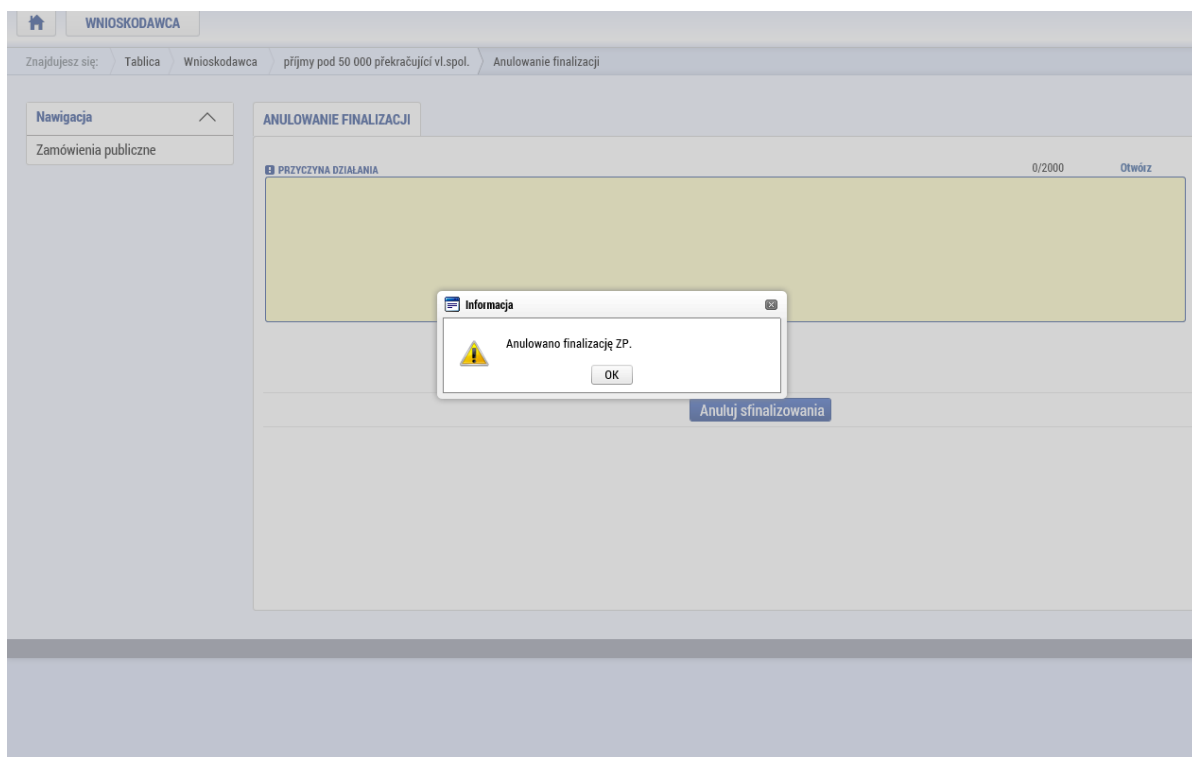 WNIOSKODAWCA
Znajdujesz się: Tablica Wnioskodawca příjmy pod 50 000 překračující vl.spol. Anulowanie finalizacji
Nawigacja
Zamówienia publiczne
ANULOWANIE FINALIZACJI
PRZYCZYNA DZIAŁANIA 0/2000 Otwórz
Informacja
Anulowano finalizację ZP.
OK
Anuluj sfinalizowania